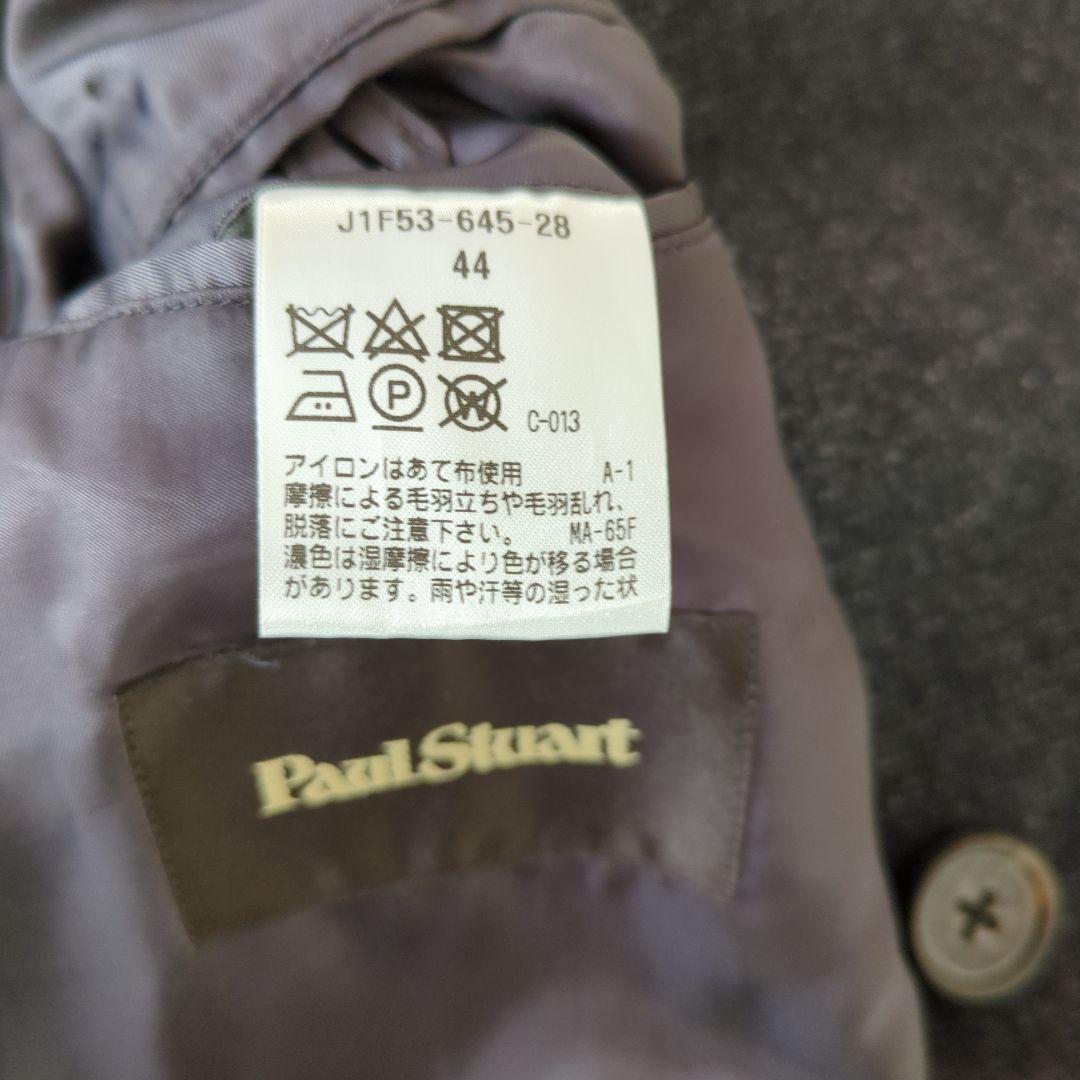 J1F53-645-28
44
P
W
C-013
アイロンはあて布使用 A-1
摩擦による毛羽立ちや毛羽乱れ、
脱落にご注意下さい。 MA-65F
濃色は湿摩擦により色が移る場合
があります。雨や汗等の湿った状
Paul Stuart